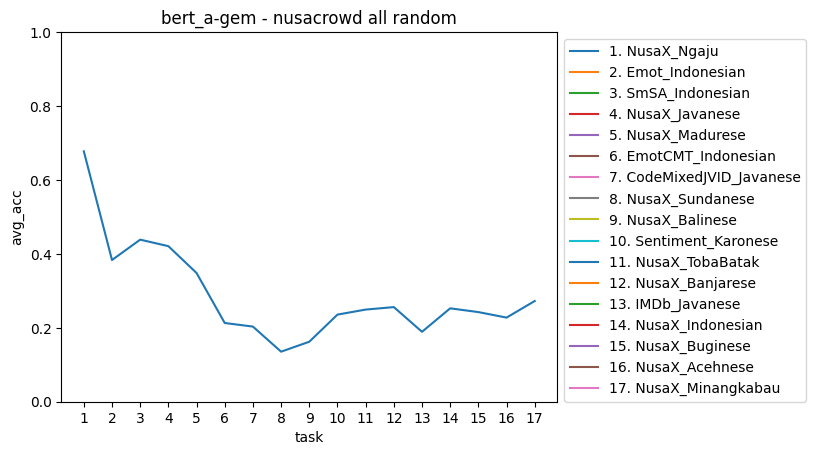 bert_a-gem - nusacrowd all random
1.0
0.8
0.6
0.4
0.2
0.0
avg_acc
1 2 3 4 5 6 7 8 9 10 11 12 13 14 15 16 17
task
1. NusaX_Ngaju
2. Emot_Indonesian
3. SmSA_Indonesian
4. NusaX_Javanese
5. NusaX_Madurese
6. EmotCMT_Indonesian
7. CodeMixedJVID_Javanese
8. NusaX_Sundanese
9. NusaX_Balinese
10. Sentiment_Karonese
11. NusaX_TobaBatak
12. NusaX_Banjarese
13. IMDb_Javanese
14. NusaX_Indonesian
15. NusaX_Buginese
16. NusaX_Acehnese
17. NusaX_Minangkabau